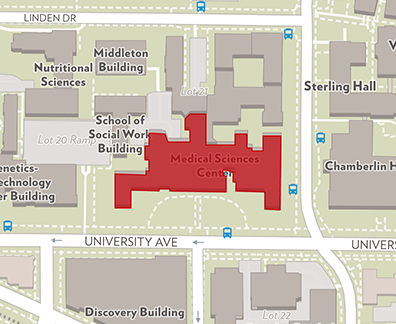 LINDEN DR
Middleton
Building
Nutritional
Sciences
Lot 21
Sterling Hall
School of
Social Work
Building
Lot 20 Ramp
Medical Sciences
Center
Chamberlin H
enetics-
echnology
er Building
UNIVERSITY AVE
UNIVERS
Discovery Building
Lot 22